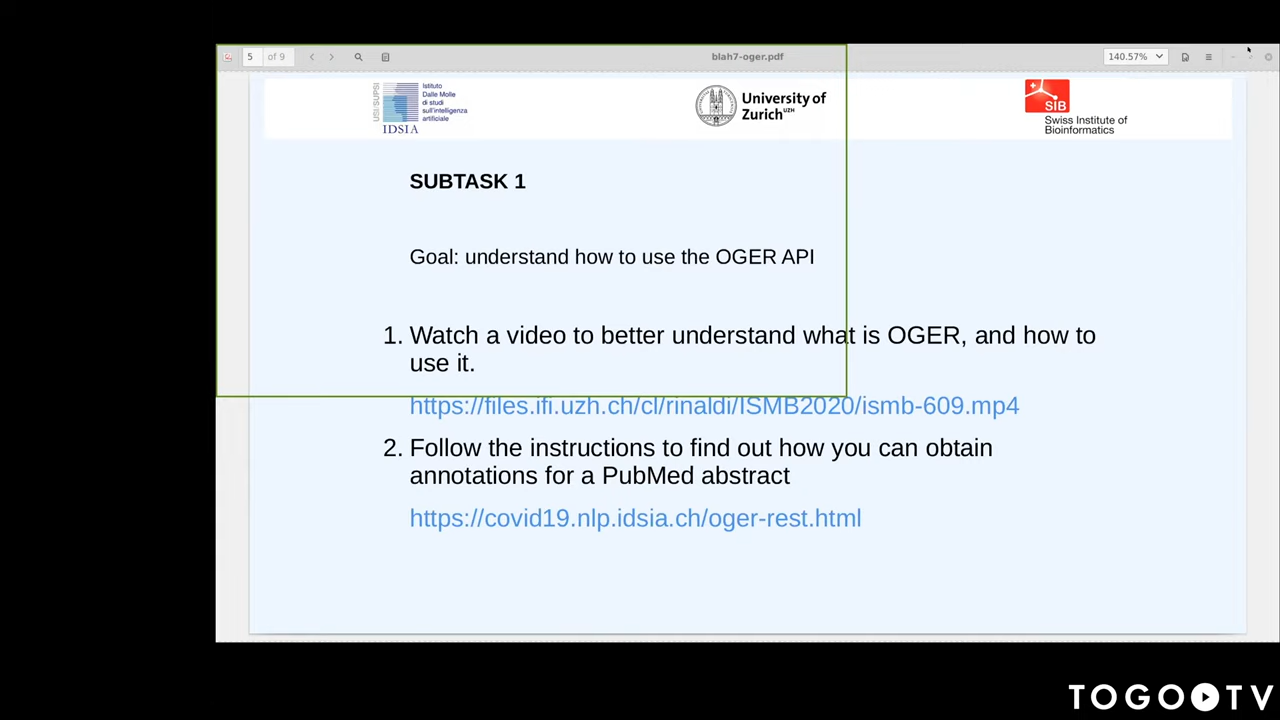 5 of 9
blah7-oger.pdf
140.57%
USI/SUPSI
Istituto
Dalle Molle
di studi
sull'intelligenza
artificiale
IDSIA
University of
Zurich UZH
SIB
Swiss Institute of
Bioinformatics
SUBTASK 1
Goal: understand how to use the OGER API
1. Watch a video to better understand what is OGER, and how to
use it.
https://files.ifi.uzh.ch/cl/rinaldi/ISMB2020/ismb-609.mp4
2. Follow the instructions to find out how you can obtain
annotations for a PubMed abstract
https://covid19.nlp.idsia.ch/oger-rest.html
TOGO TV